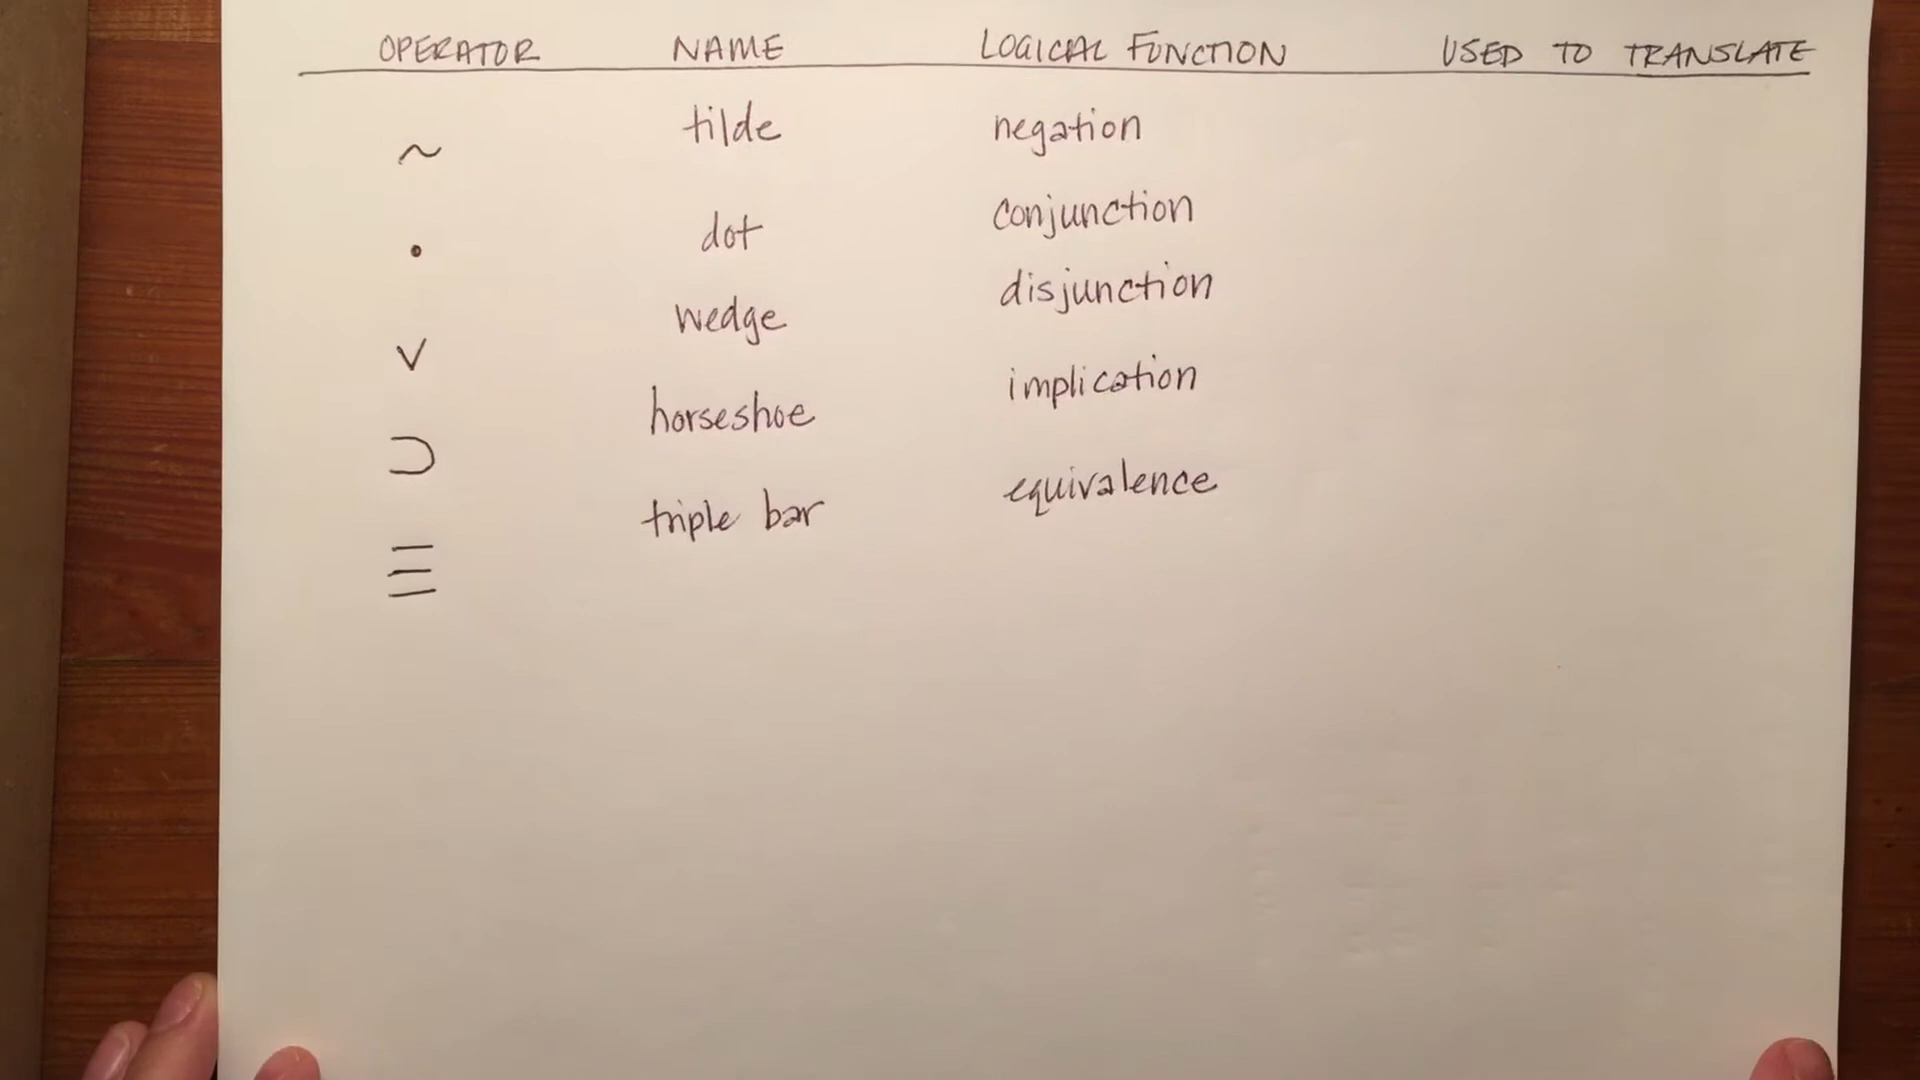 OPERATOR NAME LOGICAL FUNCTION USED TO TRANSLATE
~ tilde negation
• dot conjunction
∨ wedge disjunction
⊃ horseshoe implication
≡ triple bar equivalence